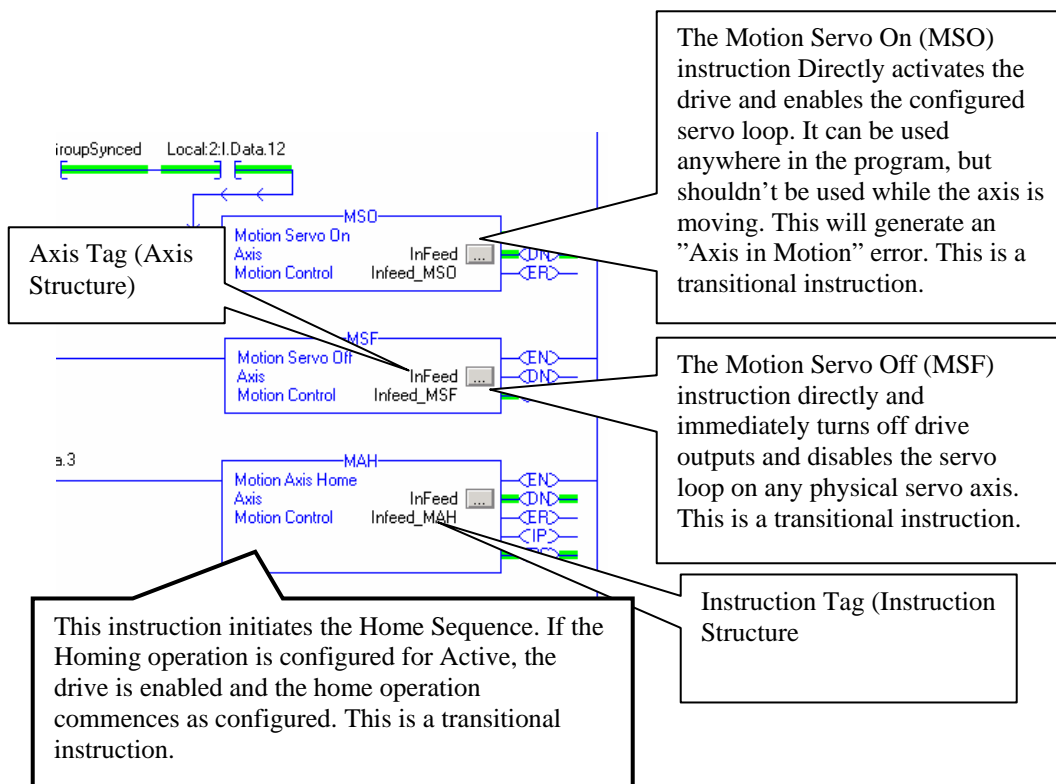 The Motion Servo On (MSO)
instruction Directly activates the
drive and enables the configured
servo loop. It can be used
anywhere in the program, but
shouldn’t be used while the axis is
moving. This will generate an
”Axis in Motion” error. This is a
transitional instruction.
iroupSynced Local:2:I.Data.12
MSO
Motion Servo On
Axis InFeed ...
Motion Control Infeed_MSO
DN
ER
Axis Tag (Axis
Structure)
MSF
Motion Servo Off
Axis InFeed ...
Motion Control Infeed_MSF
EN
DN
The Motion Servo Off (MSF)
instruction directly and
immediately turns off drive
outputs and disables the servo
loop on any physical servo axis.
This is a transitional instruction.
a.3
MAH
Motion Axis Home
Axis InFeed ...
Motion Control Infeed_MAH
EN
DN
ER
IP
Instruction Tag (Instruction
Structure
This instruction initiates the Home Sequence. If the
Homing operation is configured for Active, the
drive is enabled and the home operation
commences as configured. This is a transitional
instruction.